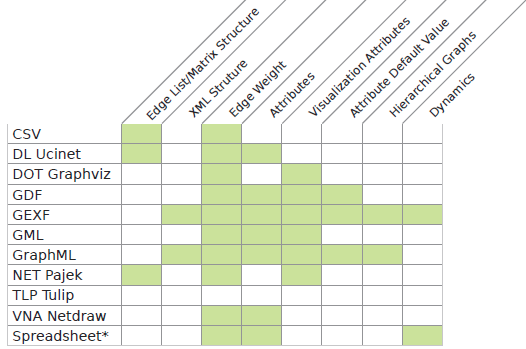 Edge List/Matrix Structure
XML Struture
Edge Weight
Attributes
Visualization Attributes
Attribute Default Value
Hierarchical Graphs
Dynamics
CSV
DL Ucinet
DOT Graphviz
GDF
GEXF
GML
GraphML
NET Pajek
TLP Tulip
VNA Netdraw
Spreadsheet*